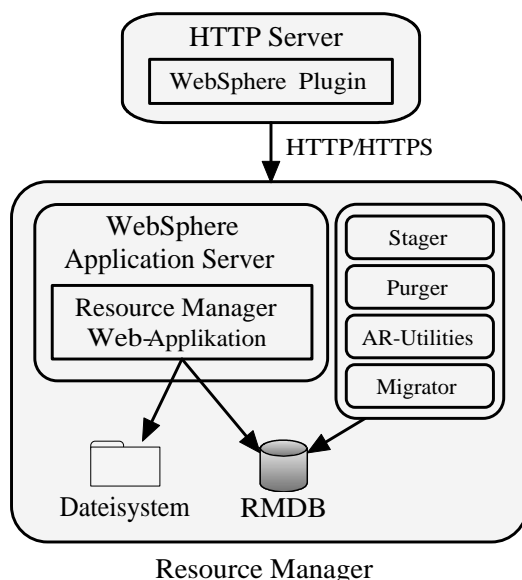 HTTP Server
WebSphere Plugin
HTTP/HTTPS
WebSphere
Application Server
Resource Manager
Web-Applikation
Stager
Purger
AR-Utilities
Migrator
Dateisystem
RMDB
Resource Manager